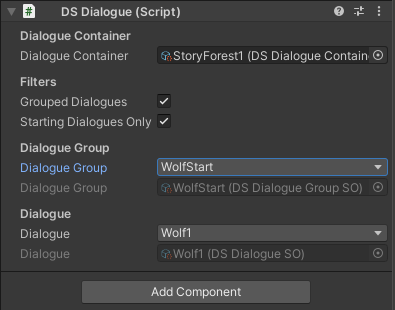 DS Dialogue (Script)
Dialogue Container
Dialogue Container StoryForest1 (DS Dialogue Contain
Filters
Grouped Dialogues
Starting Dialogues Only
Dialogue Group
Dialogue Group WolfStart
Dialogue Group WolfStart (DS Dialogue Group SO)
Dialogue
Dialogue Wolf1
Dialogue Wolf1 (DS Dialogue SO)
Add Component